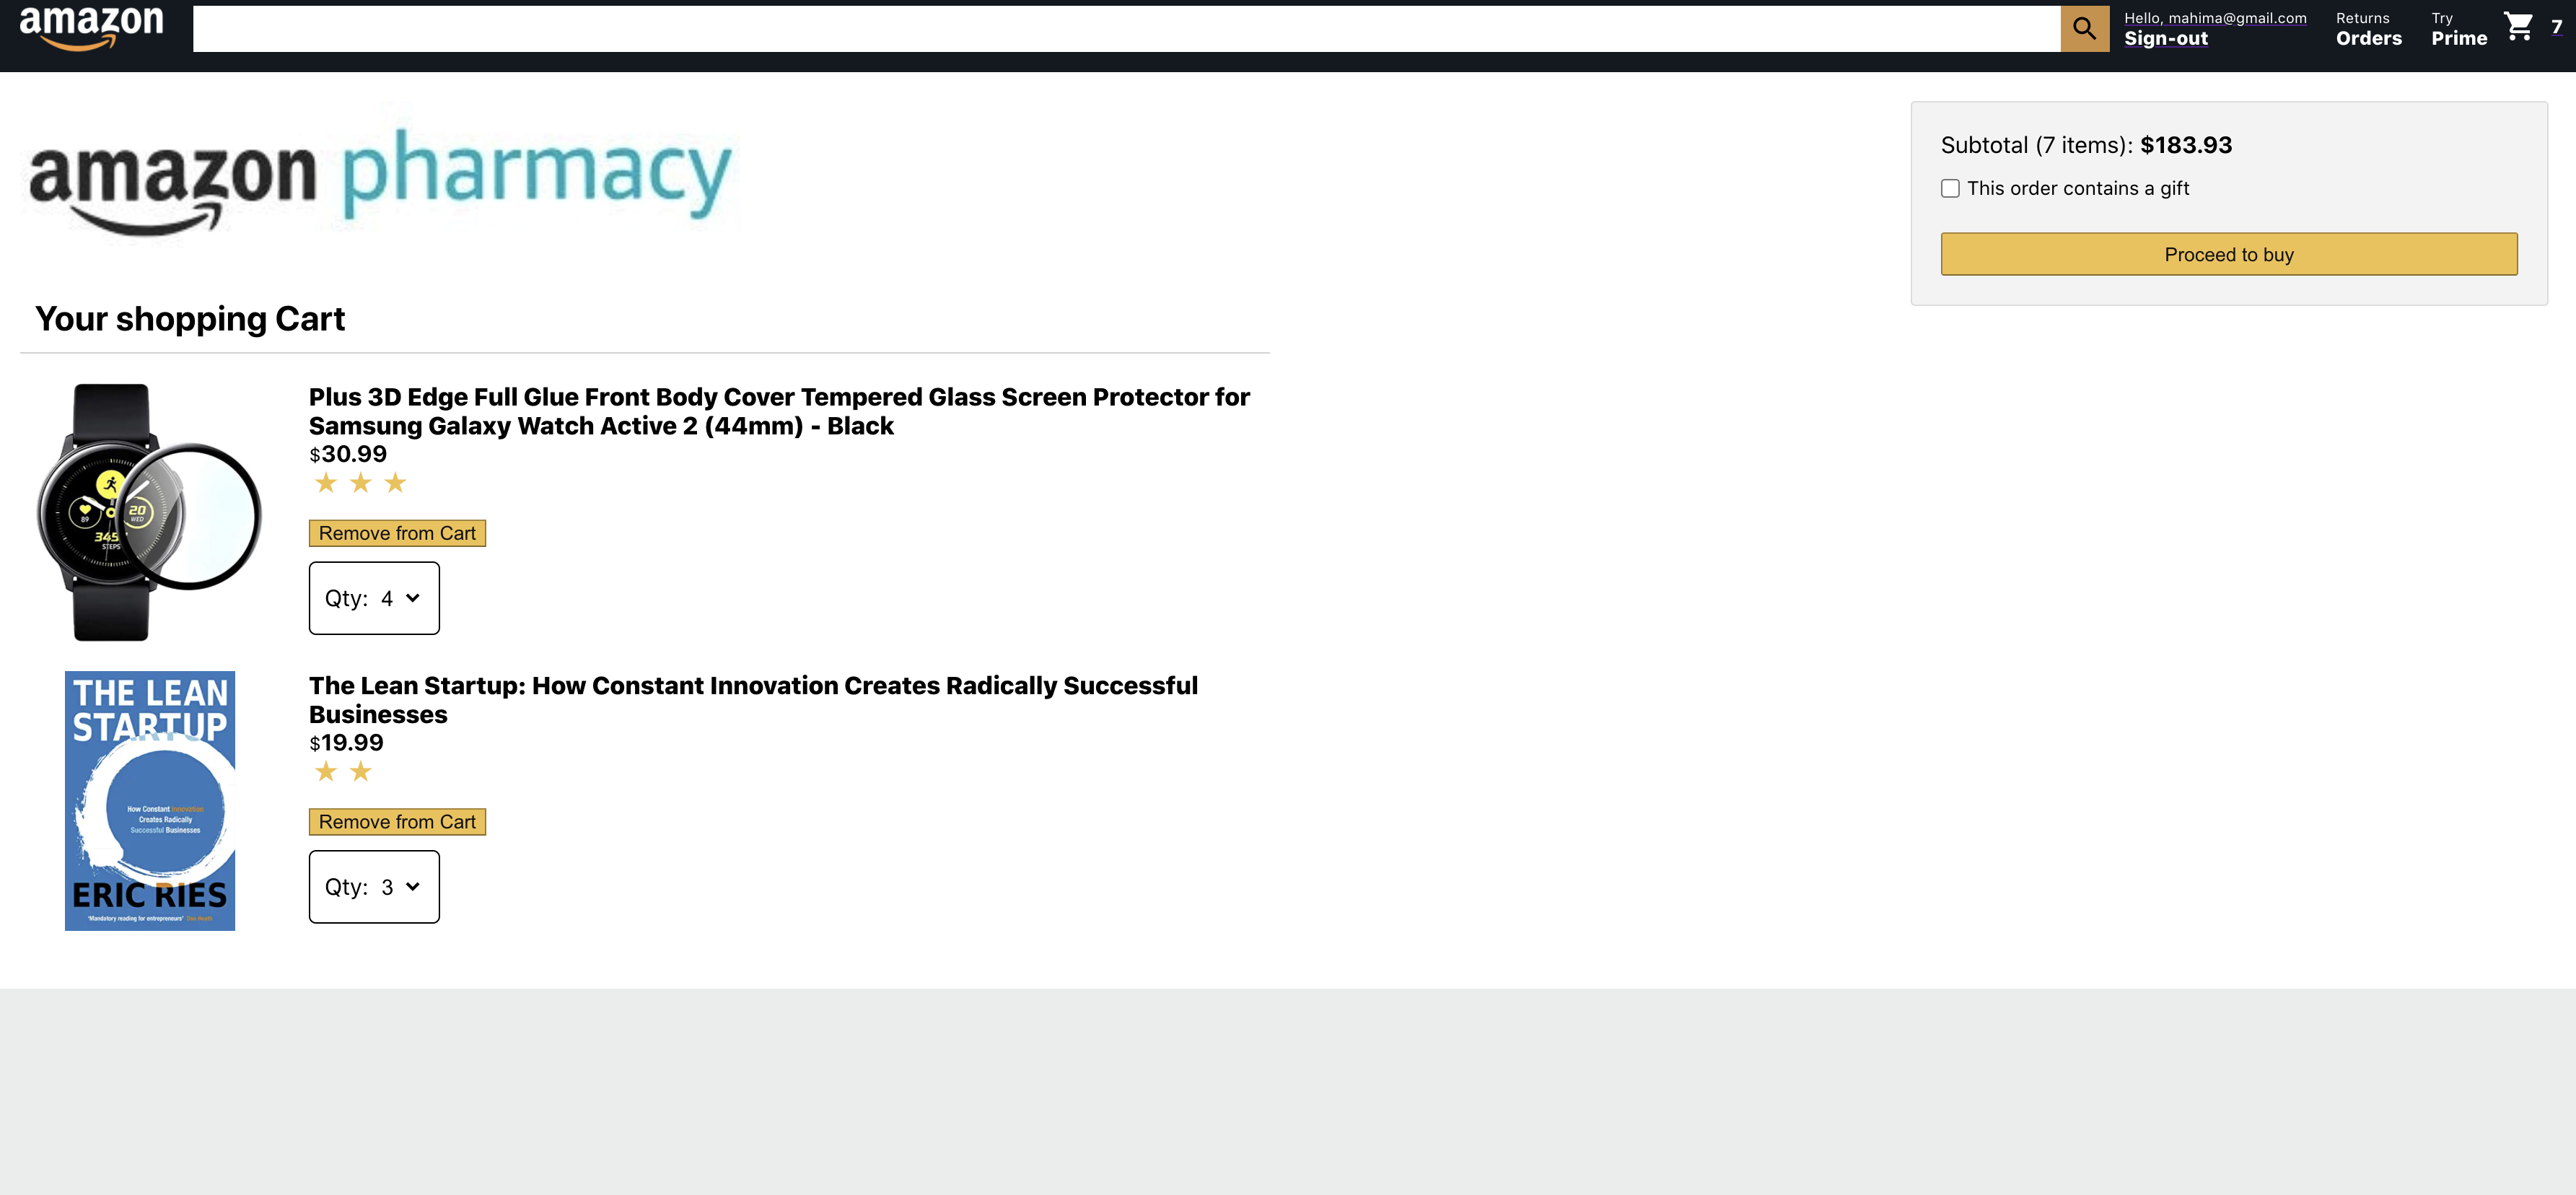 amazon
Hello, mahima@gmail.com
Sign-out
Returns
Orders
Try
Prime
7
amazon pharmacy
Subtotal (7 items): $183.93
This order contains a gift
Proceed to buy
Your shopping Cart
Plus 3D Edge Full Glue Front Body Cover Tempered Glass Screen Protector for
Samsung Galaxy Watch Active 2 (44mm) - Black
$30.99
Remove from Cart
Qty: 4
89
20
WED
345
STEPS
The Lean Startup: How Constant Innovation Creates Radically Successful
Businesses
$19.99
Remove from Cart
Qty: 3
THE LEAN
STARTUP
How Constant Innovation
Creates Radically
Successful Businesses
ERIC RIES
'Mandatory reading for entrepreneurs'